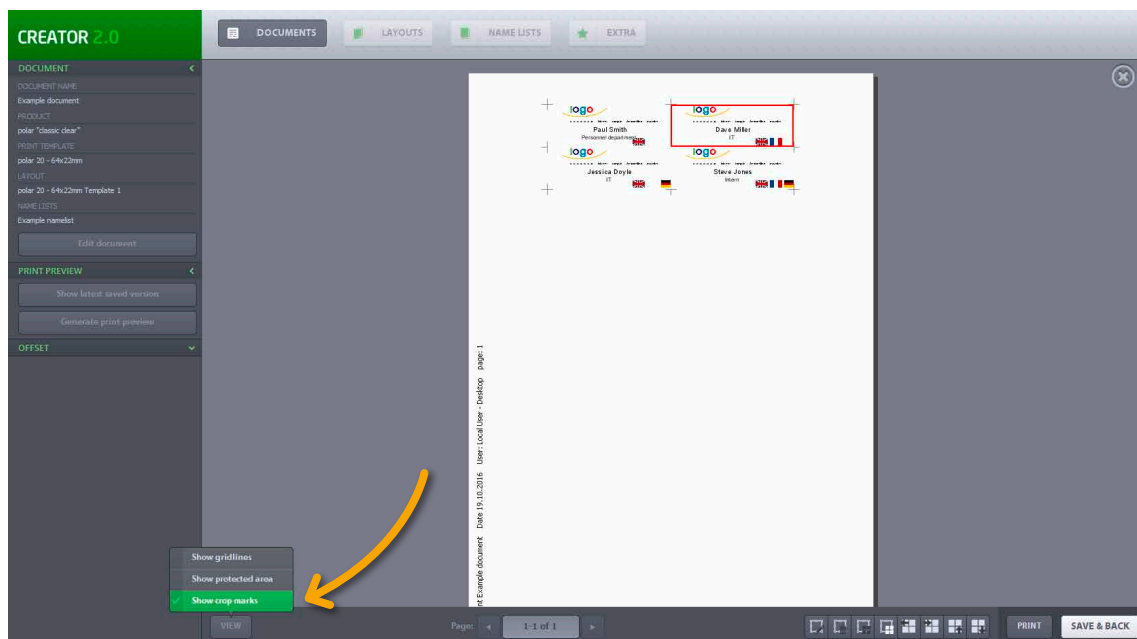 CREATOR 2.0
DOCUMENTS
LAYOUTS
NAME LISTS
EXTRA
DOCUMENT
DOCUMENT NAME
Example document
PRODUCT
polar "classic clear"
PRINT TEMPLATE
polar 20 - 64x22mm
LAYOUT
polar 20 - 64x22mm Template 1
NAME LISTS
Example namelist
Edit document
PRINT PREVIEW
Show latest saved version
Generate print preview
OFFSET
logo
Paul Smith
Personnel department
logo
Dave Miller
IT
logo
Jessica Doyle
IT
logo
Steve Jones
Intern
nt Example document Date 19.10.2016 User: Local User - Desktop page: 1
Show gridlines
Show protected area
Show crop marks
VIEW
Page:
1-1 of 1
PRINT
SAVE & BACK